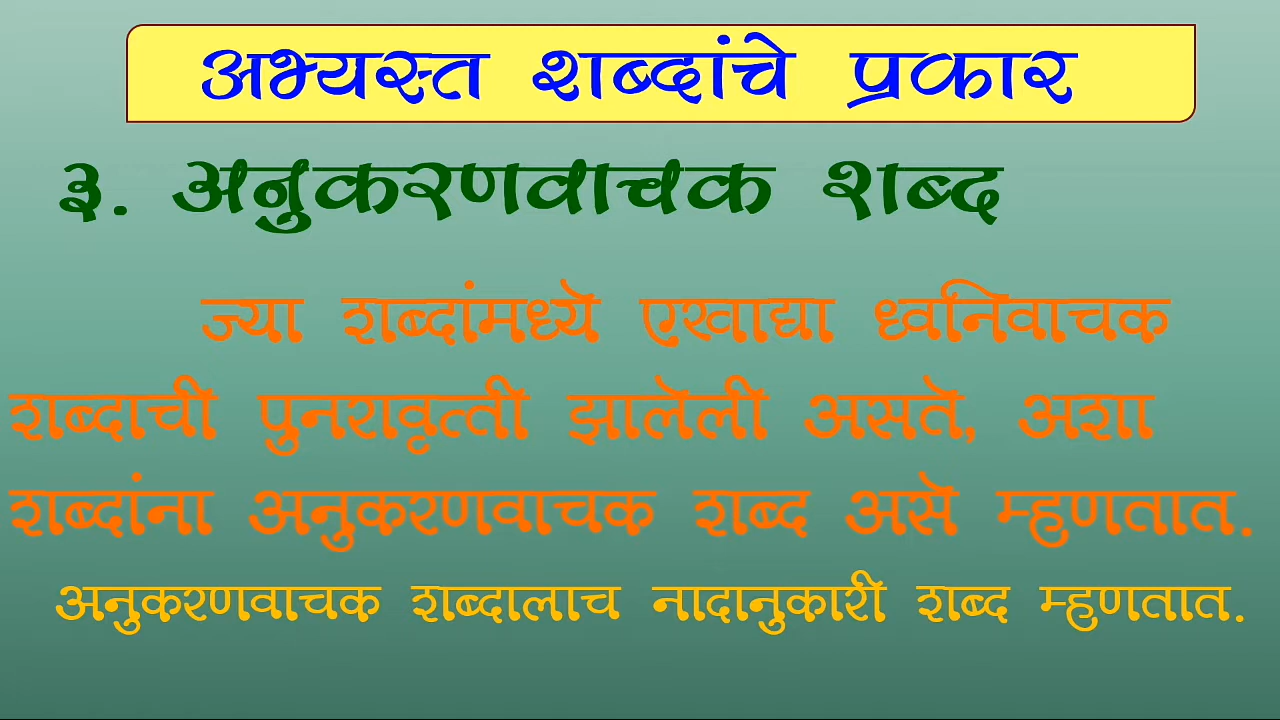 अभ्यस्त शब्दांचे प्रकार
३. अनुकरणवाचक शब्द
ज्या शब्दांमध्ये एखाद्या ध्वनिवाचक
शब्दाची पुनरावृत्ती झालेली असते, अशा
शब्दांना अनुकरणवाचक शब्द असे म्हणतात.
अनुकरणवाचक शब्दालाच नादानुकारी शब्द म्हणतात.